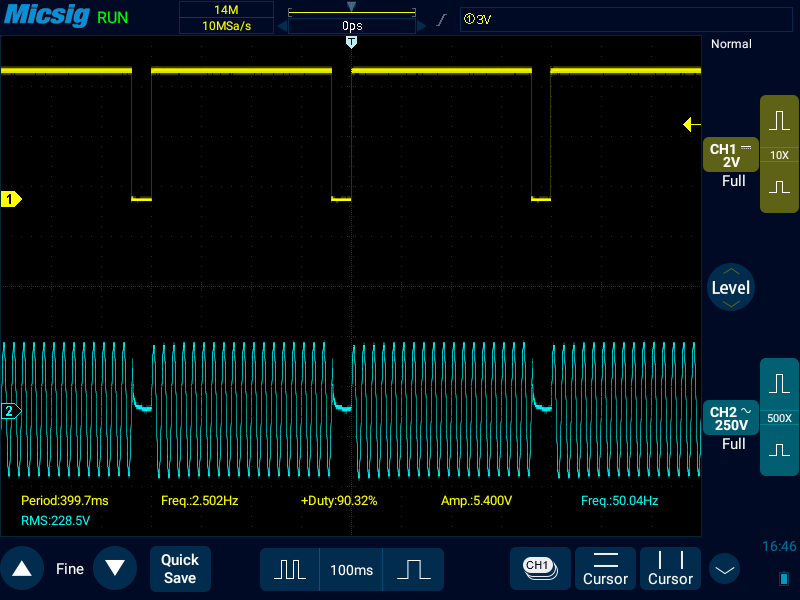 Micsig RUN
14M
10MSa/s
0ps
①3V
Normal
T
10X
CH1
2V
Full
1
Level
2
CH2
250V
Full
500X
Period:399.7ms Freq.:2.502Hz +Duty:90.32% Amp.:5.400V Freq.:50.04Hz
RMS:228.5V
16:46
Fine
Quick
Save
100ms
CH1
Cursor
Cursor